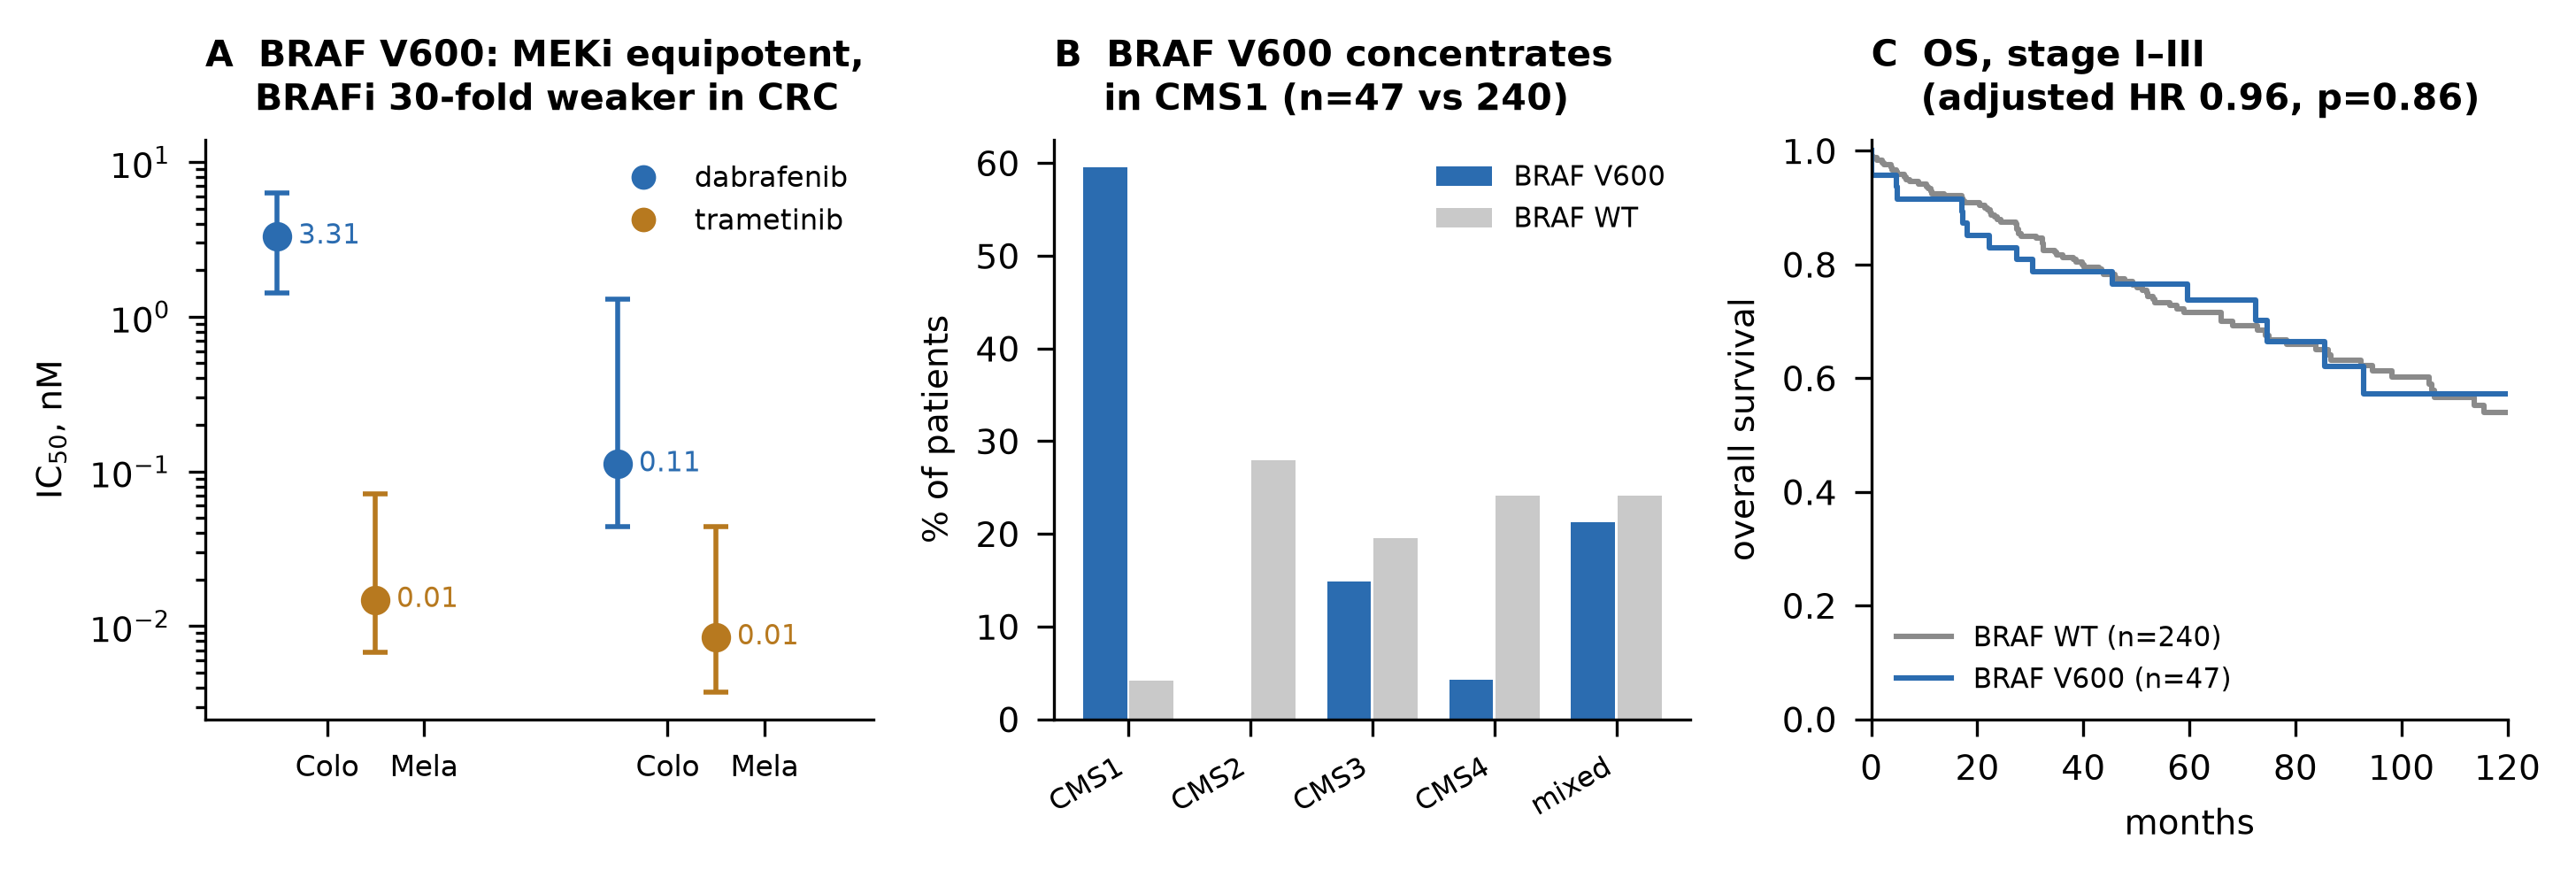 A BRAF V600: MEKi equipotent,
BRAFi 30-fold weaker in CRC
10¹
10⁰
10⁻¹
10⁻²
IC₅₀, nM
dabrafenib
trametinib
3.31
0.01
0.11
0.01
Colo Mela Colo Mela
B BRAF V600 concentrates
in CMS1 (n=47 vs 240)
60
50
40
30
20
10
0
% of patients
BRAF V600
BRAF WT
CMS1 CMS2 CMS3 CMS4 mixed
C OS, stage I–III
(adjusted HR 0.96, p=0.86)
1.0
0.8
0.6
0.4
0.2
0.0
overall survival
BRAF WT (n=240)
BRAF V600 (n=47)
0 20 40 60 80 100 120
months